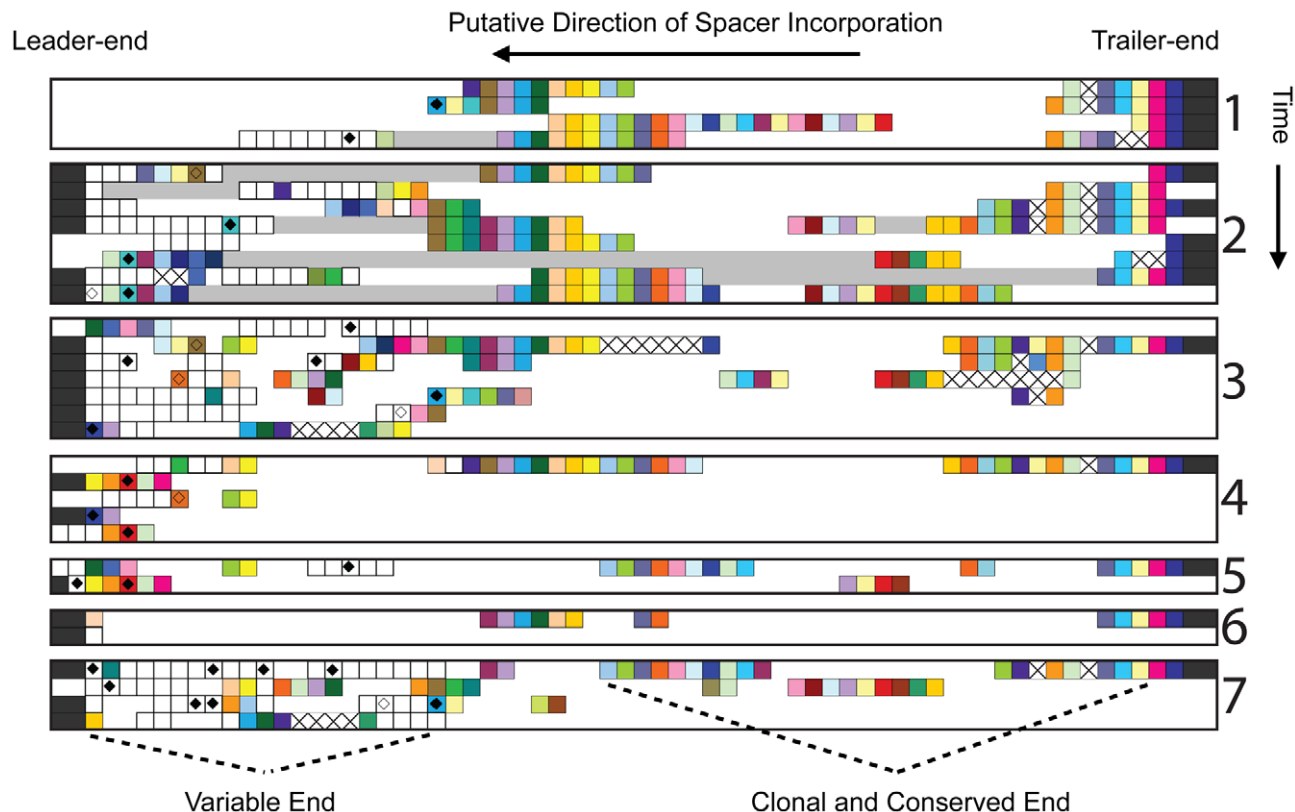 Putative Direction of Spacer Incorporation
Leader-end
Trailer-end
1
Time
2
3
4
5
6
7
Variable End
Clonal and Conserved End